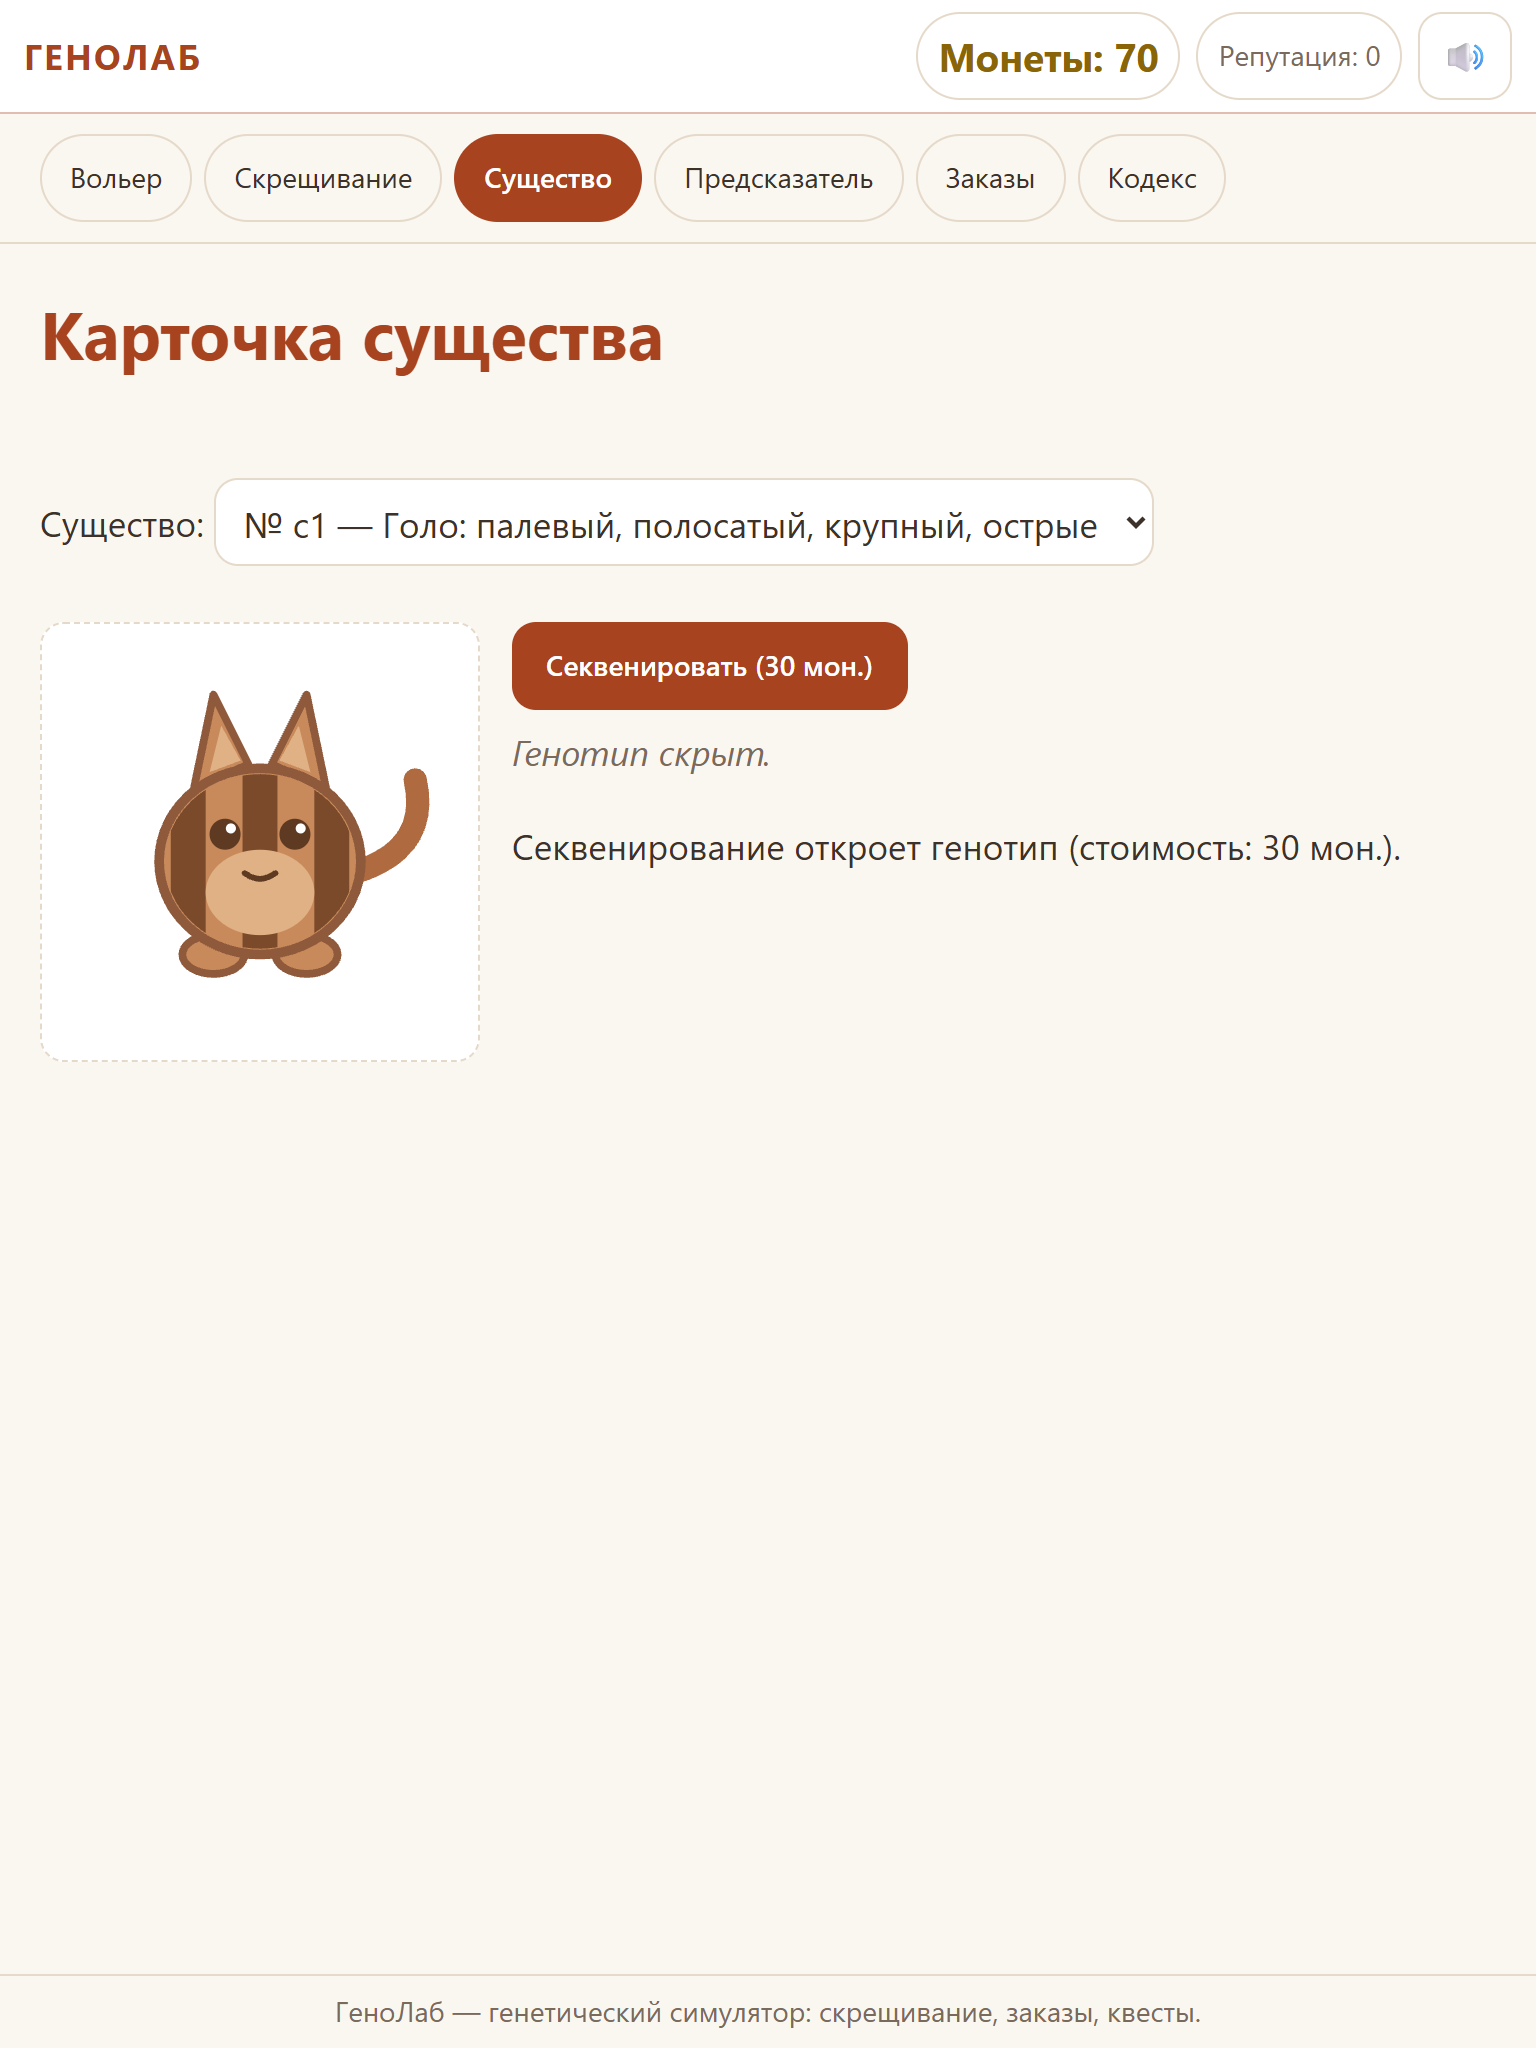 ГЕНОЛАБ
Монеты: 70
Репутация: 0
Вольер
Скрещивание
Существо
Предсказатель
Заказы
Кодекс
Карточка существа
Существо:
№ c1 — Голо: палевый, полосатый, крупный, острые
Секвенировать (30 мон.)
Генотип скрыт.
Секвенирование откроет генотип (стоимость: 30 мон.).
ГеноЛаб — генетический симулятор: скрещивание, заказы, квесты.